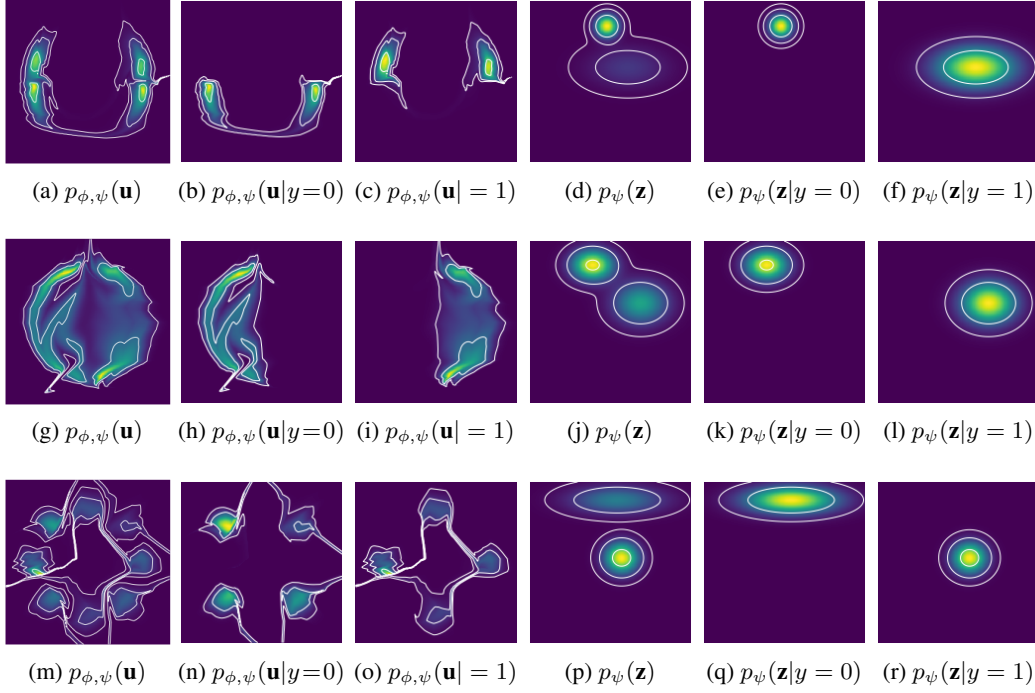 (a) pϕ,ψ(u) (b) pϕ,ψ(u|y=0) (c) pϕ,ψ(u| = 1) (d) pψ(z) (e) pψ(z|y = 0) (f) pψ(z|y = 1)
(g) pϕ,ψ(u) (h) pϕ,ψ(u|y=0) (i) pϕ,ψ(u| = 1) (j) pψ(z) (k) pψ(z|y = 0) (l) pψ(z|y = 1)
(m) pϕ,ψ(u) (n) pϕ,ψ(u|y=0) (o) pϕ,ψ(u| = 1) (p) pψ(z) (q) pψ(z|y = 0) (r) pψ(z|y = 1)